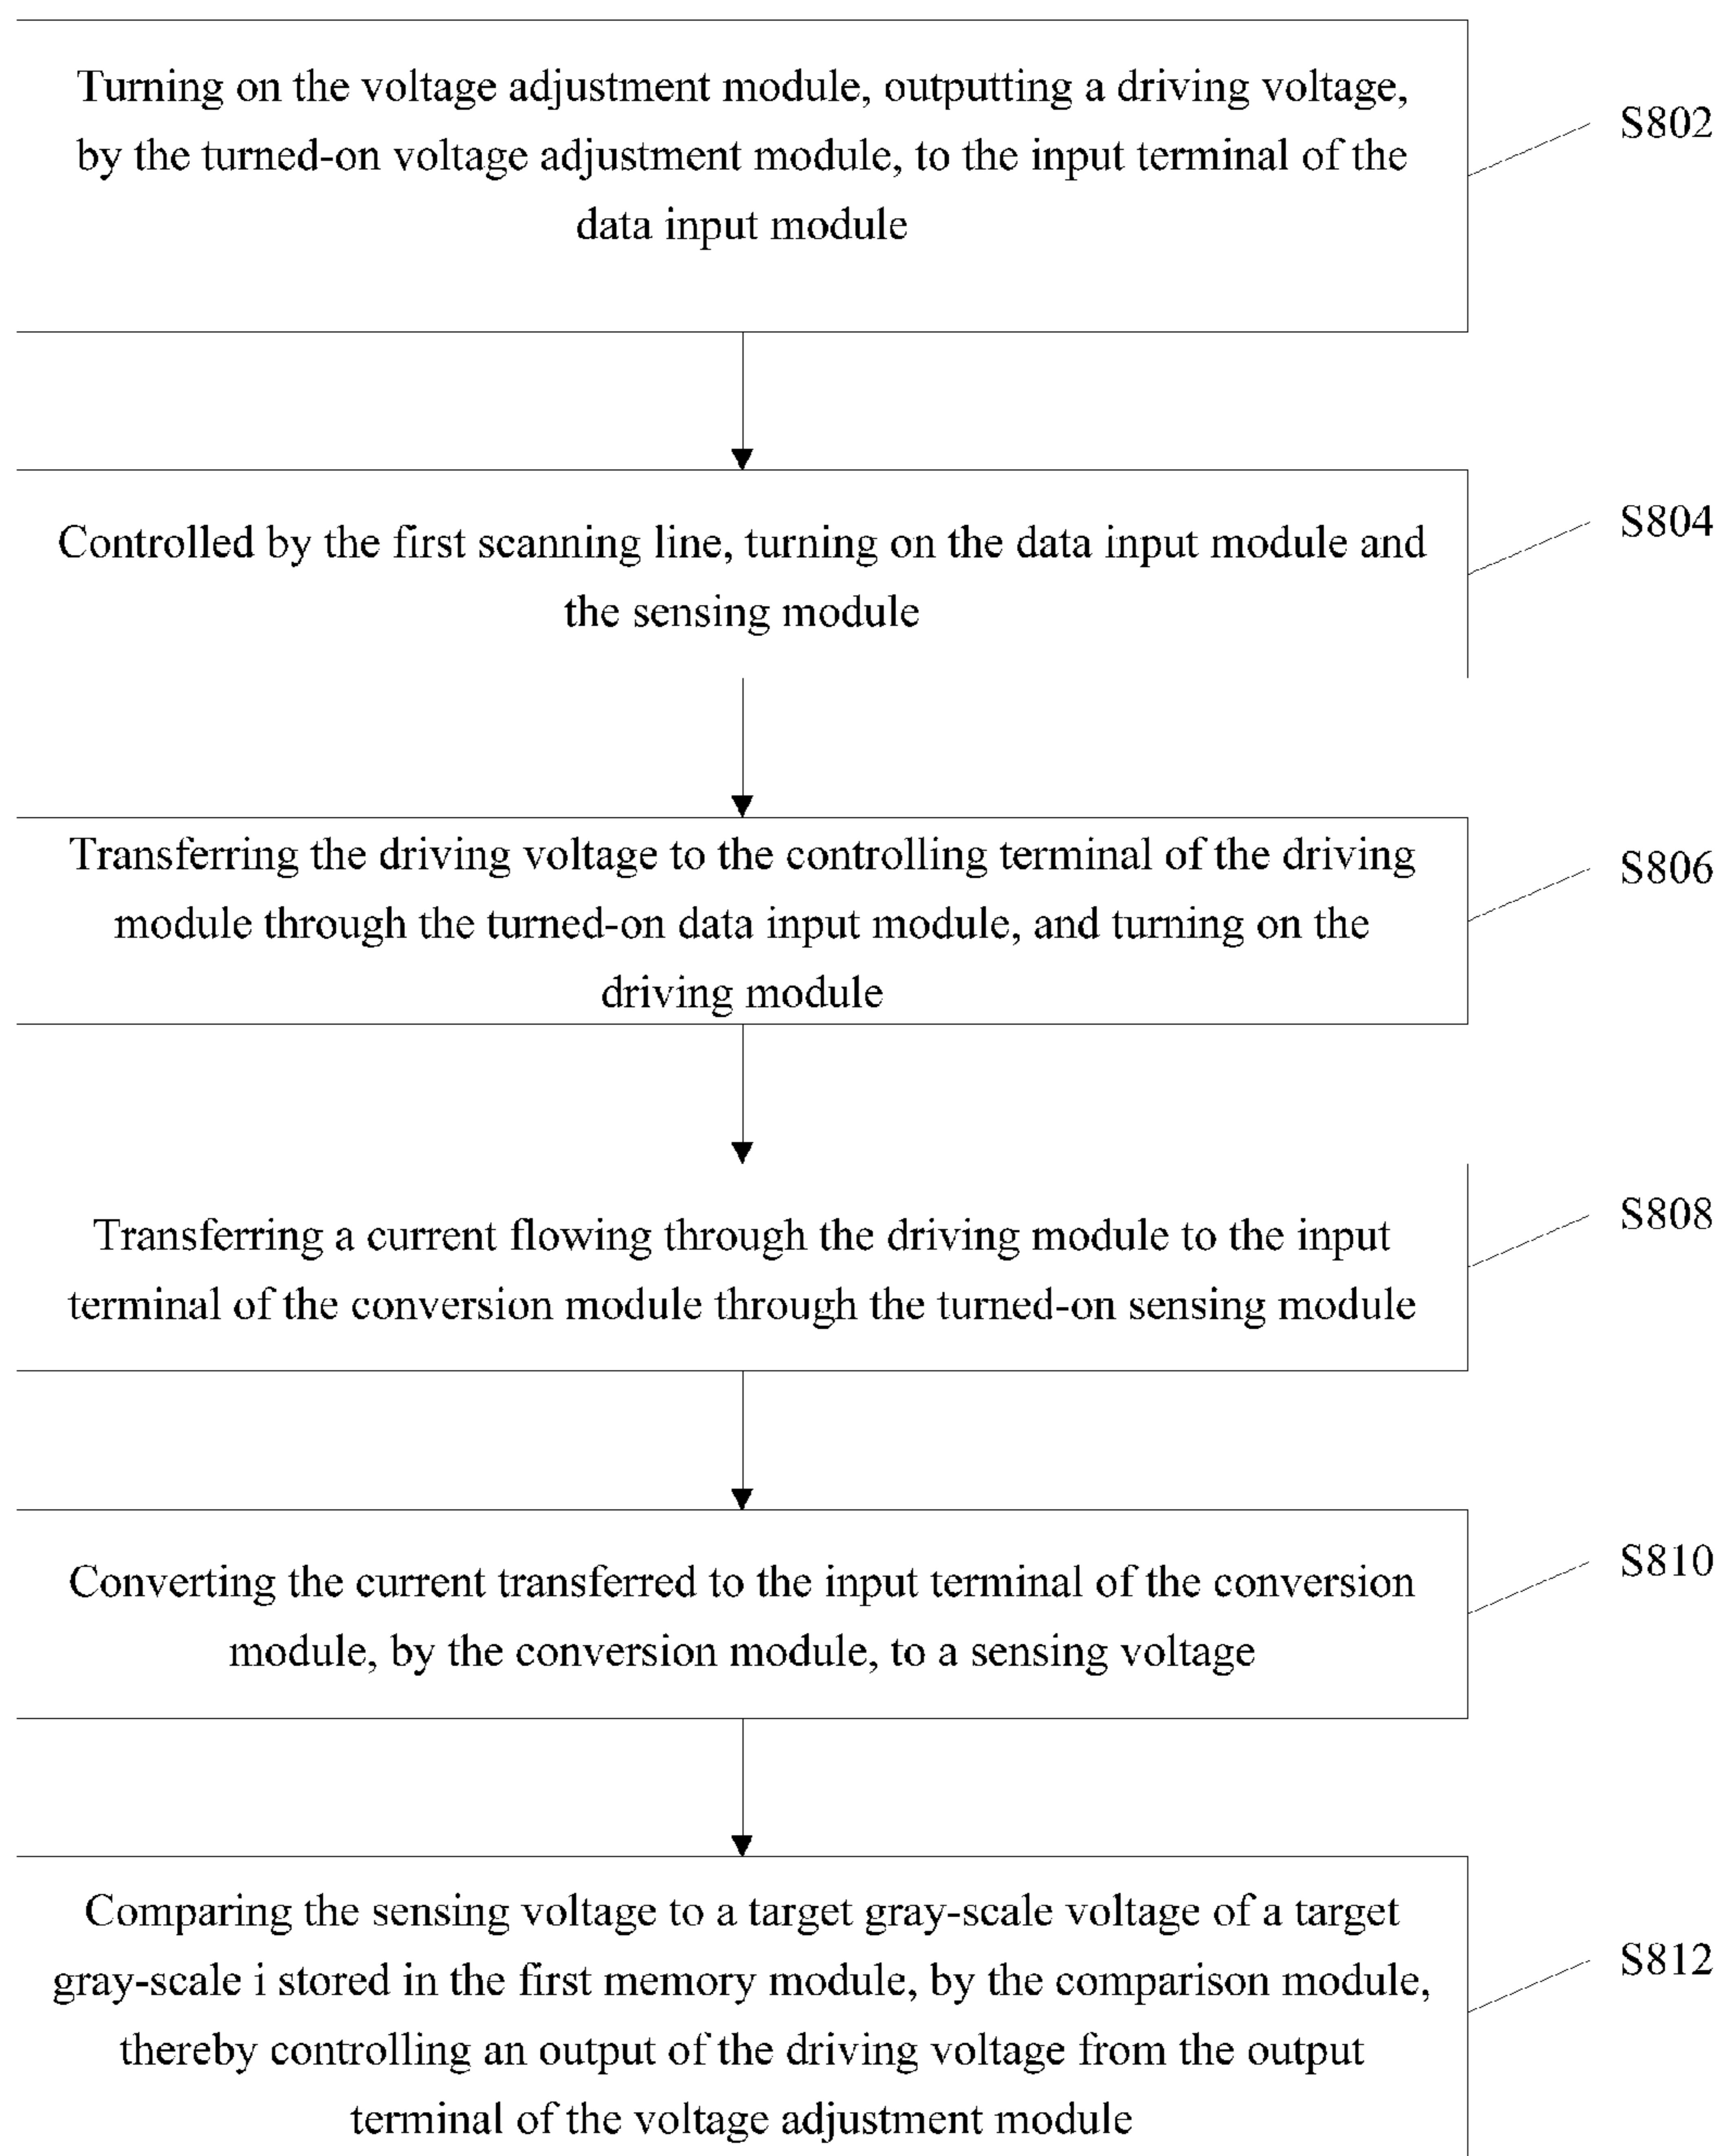 Turning on the voltage adjustment module, outputting a driving voltage,
by the turned-on voltage adjustment module, to the input terminal of the
data input module
S802
Controlled by the first scanning line, turning on the data input module and
the sensing module
S804
Transferring the driving voltage to the controlling terminal of the driving
module through the turned-on data input module, and turning on the
driving module
S806
Transferring a current flowing through the driving module to the input
terminal of the conversion module through the turned-on sensing module
S808
Converting the current transferred to the input terminal of the conversion
module, by the conversion module, to a sensing voltage
S810
Comparing the sensing voltage to a target gray-scale voltage of a target
gray-scale i stored in the first memory module, by the comparison module,
thereby controlling an output of the driving voltage from the output
terminal of the voltage adjustment module
S812